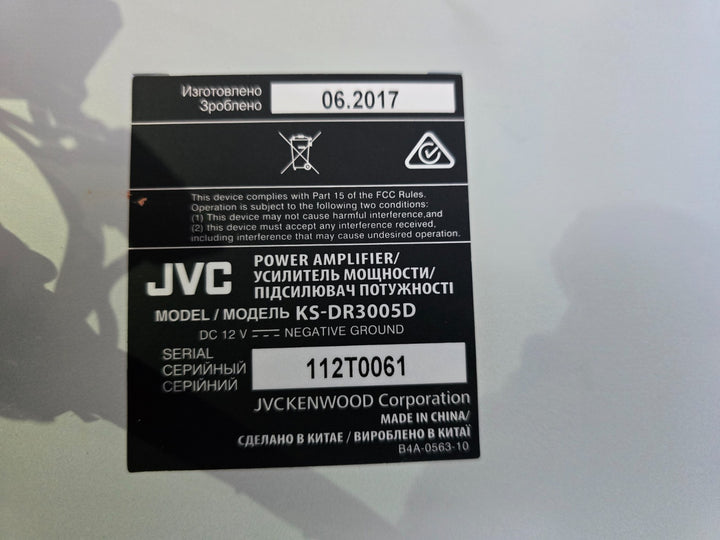 Изготовлено
Зроблено
06.2017
This device complies with Part 15 of the FCC Rules.
Operation is subject to the following two conditions:
(1) This device may not cause harmful interference,and
(2) this device must accept any interference received,
including interference that may cause undesired operation.
JVC
POWER AMPLIFIER/
УСИЛИТЕЛЬ МОЩНОСТИ/
ПІДСИЛЮВАЧ ПОТУЖНОСТІ
MODEL / МОДЕЛЬ KS-DR3005D
DC 12 V NEGATIVE GROUND
SERIAL
СЕРИЙНЫЙ
СЕРІЙНИЙ
112T0061
JVCKENWOOD Corporation
MADE IN CHINA/
СДЕЛАНО В КИТАЕ / ВИРОБЛЕНО В КИТАЇ
B4A-0563-10